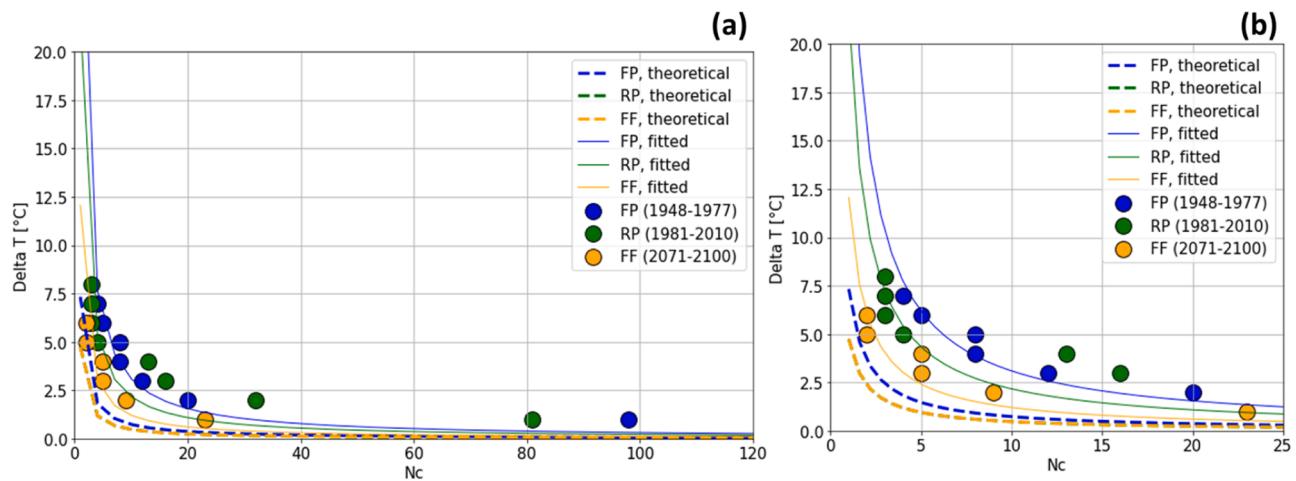 (a)
20.0
17.5
15.0
12.5
10.0
7.5
5.0
2.5
0.0
Delta T [°C]
0 20 40 60 80 100 120
Nc
FP, theoretical
RP, theoretical
FF, theoretical
FP, fitted
RP, fitted
FF, fitted
FP (1948-1977)
RP (1981-2010)
FF (2071-2100)
(b)
20.0
17.5
15.0
12.5
10.0
7.5
5.0
2.5
0.0
Delta T [°C]
0 5 10 15 20 25
Nc
FP, theoretical
RP, theoretical
FF, theoretical
FP, fitted
RP, fitted
FF, fitted
FP (1948-1977)
RP (1981-2010)
FF (2071-2100)